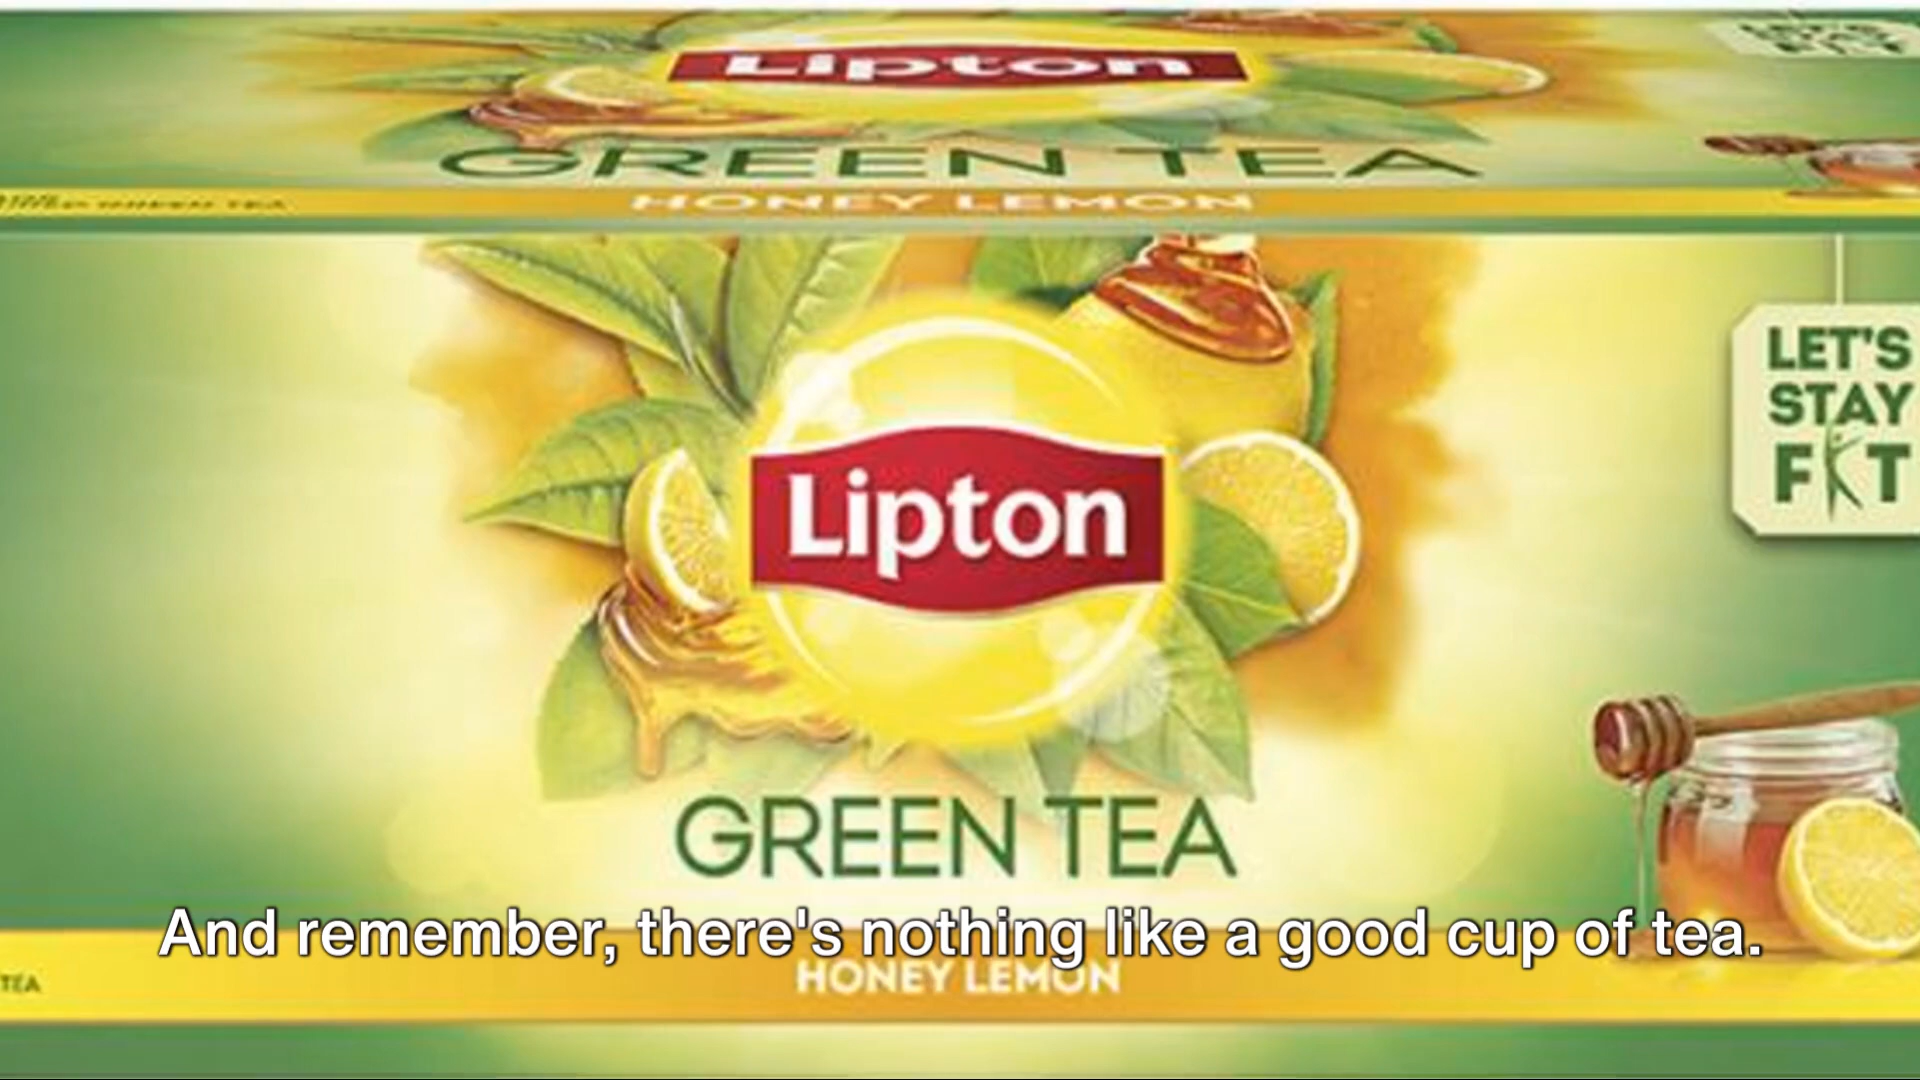 Lipton
GREEN TEA
HONEY LEMON
LET'S
STAY
FIT
Lipton
GREEN TEA
And remember, there's nothing like a good cup of tea.
HONEY LEMON
TEA